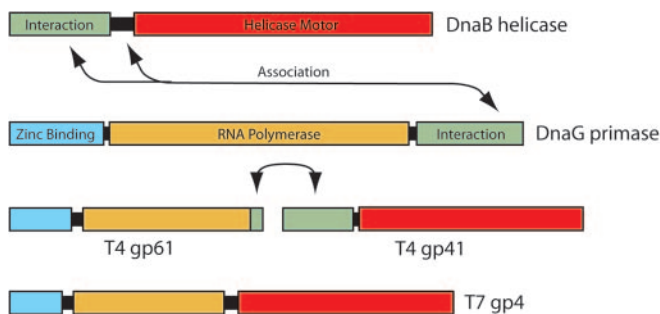 Interaction
Helicase Motor
DnaB helicase
Association
Zinc Binding
RNA Polymerase
Interaction
DnaG primase
T4 gp61
T4 gp41
T7 gp4